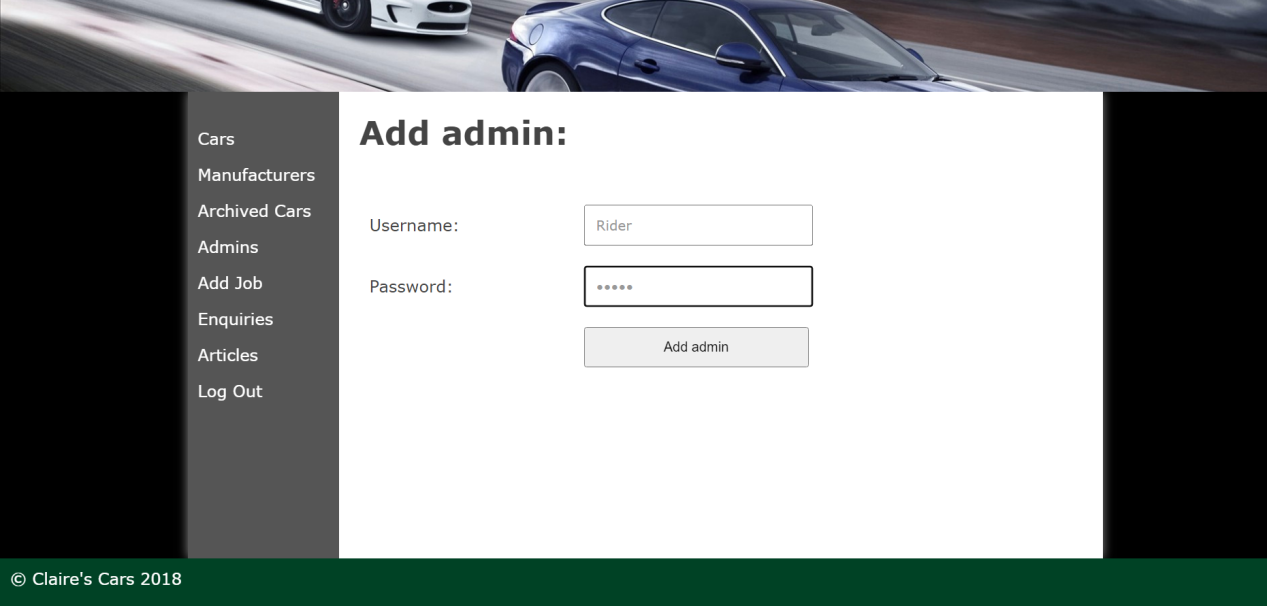 Add admin:
Cars
Manufacturers
Archived Cars
Admins
Add Job
Enquiries
Articles
Log Out
Username:
Rider
Password:
•••••
Add admin
© Claire's Cars 2018